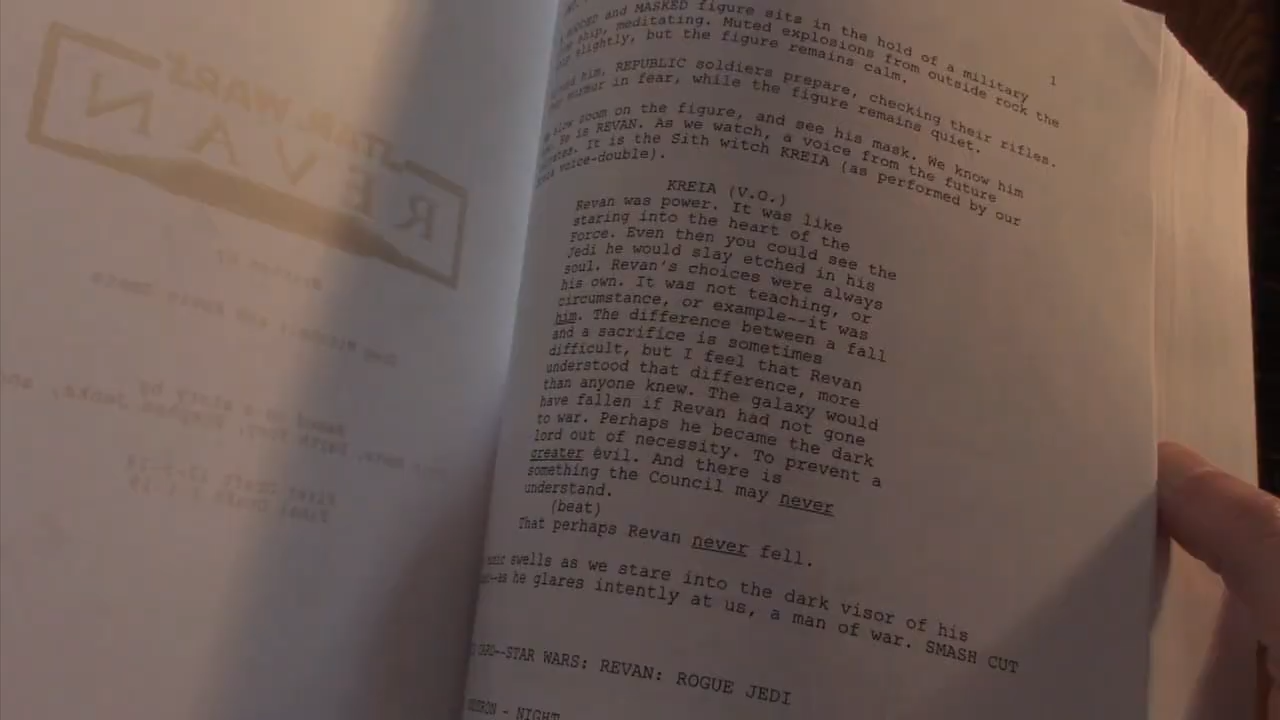 STAR WARS
REVAN
1
and MASKED figure sits in the hold of a military
ship, meditating. Muted explosions from outside rock the
slightly, but the figure remains calm.
him, REPUBLIC soldiers prepare, checking their rifles.
murmur in fear, while the figure remains quiet.
slow zoom on the figure, and see his mask. We know him
He is REVAN. As we watch, a voice from the future
It is the Sith witch KREIA (as performed by our
voice-double).
KREIA (V.O.)
Revan was power. It was like
staring into the heart of the
Force. Even then you could see the
Jedi he would slay etched in his
soul. Revan's choices were always
his own. It was not teaching, or
circumstance, or example--it was
him. The difference between a fall
and a sacrifice is sometimes
difficult, but I feel that Revan
understood that difference, more
than anyone knew. The galaxy would
have fallen if Revan had not gone
to war. Perhaps he became the dark
lord out of necessity. To prevent a
greater evil. And there is
something the Council may never
understand.
(beat)
That perhaps Revan never fell.
swells as we stare into the dark visor of his
as he glares intently at us, a man of war. SMASH CUT
STAR WARS: REVAN: ROGUE JEDI
- NIGHT